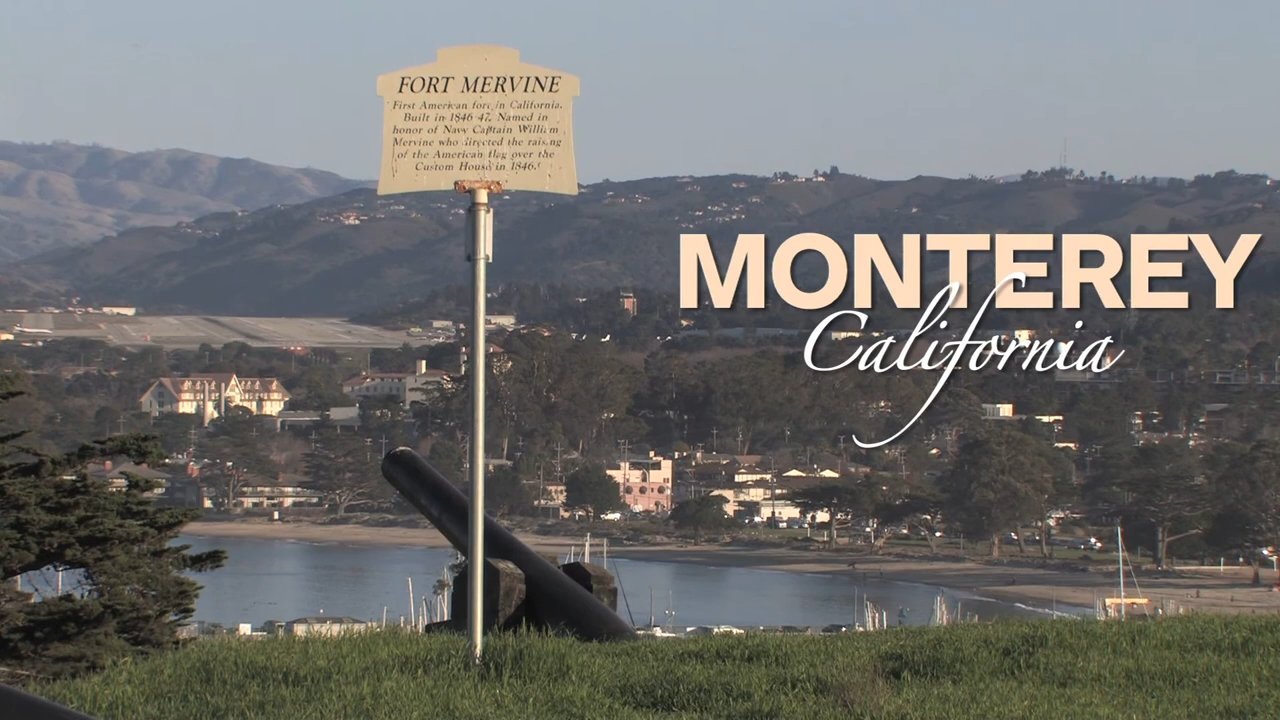 FORT MERVINE
First American fort in California.
Built in 1846-47. Named in
honor of Navy Captain William
Mervine who directed the raising
of the American flag over the
Custom House in 1846.
MONTEREY
California